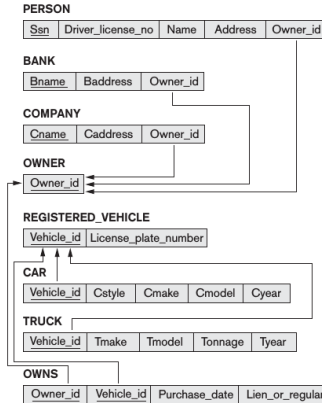 PERSON
Ssn Driver_license_no Name Address Owner_id
BANK
Bname Baddress Owner_id
COMPANY
Cname Caddress Owner_id
OWNER
Owner_id
REGISTERED_VEHICLE
Vehicle_id License_plate_number
CAR
Vehicle_id Cstyle Cmake Cmodel Cyear
TRUCK
Vehicle_id Tmake Tmodel Tonnage Tyear
OWNS
Owner_id Vehicle_id Purchase_date Lien_or_regular